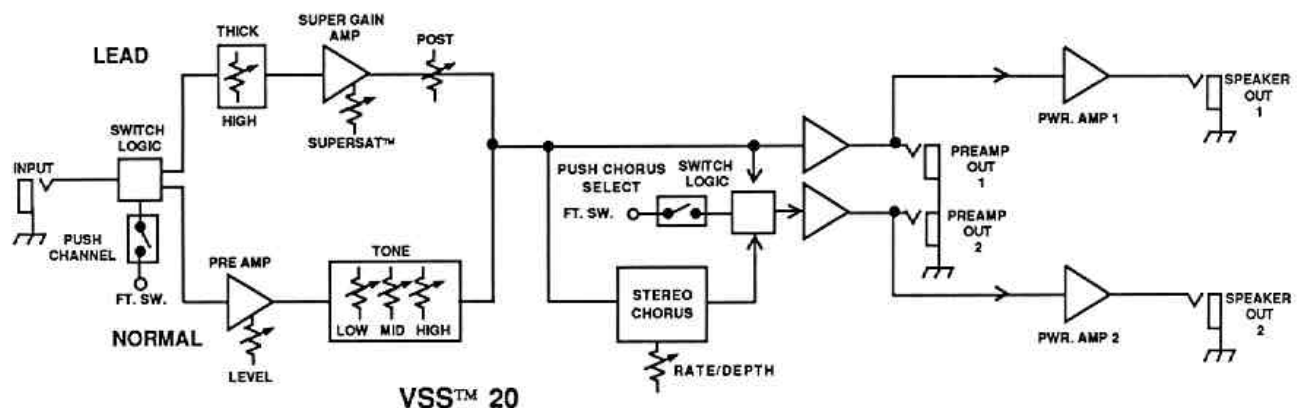 LEAD
THICK
HIGH
SUPER GAIN
AMP
SUPERSAT™
POST
INPUT
SWITCH
LOGIC
PUSH
CHANNEL
FT. SW.
NORMAL
PRE AMP
LEVEL
TONE
LOW MID HIGH
PUSH CHORUS
SELECT
FT. SW.
SWITCH
LOGIC
STEREO
CHORUS
RATE/DEPTH
PREAMP
OUT
1
PREAMP
OUT
2
PWR. AMP 1
SPEAKER
OUT
1
PWR. AMP 2
SPEAKER
OUT
2
VSS™ 20